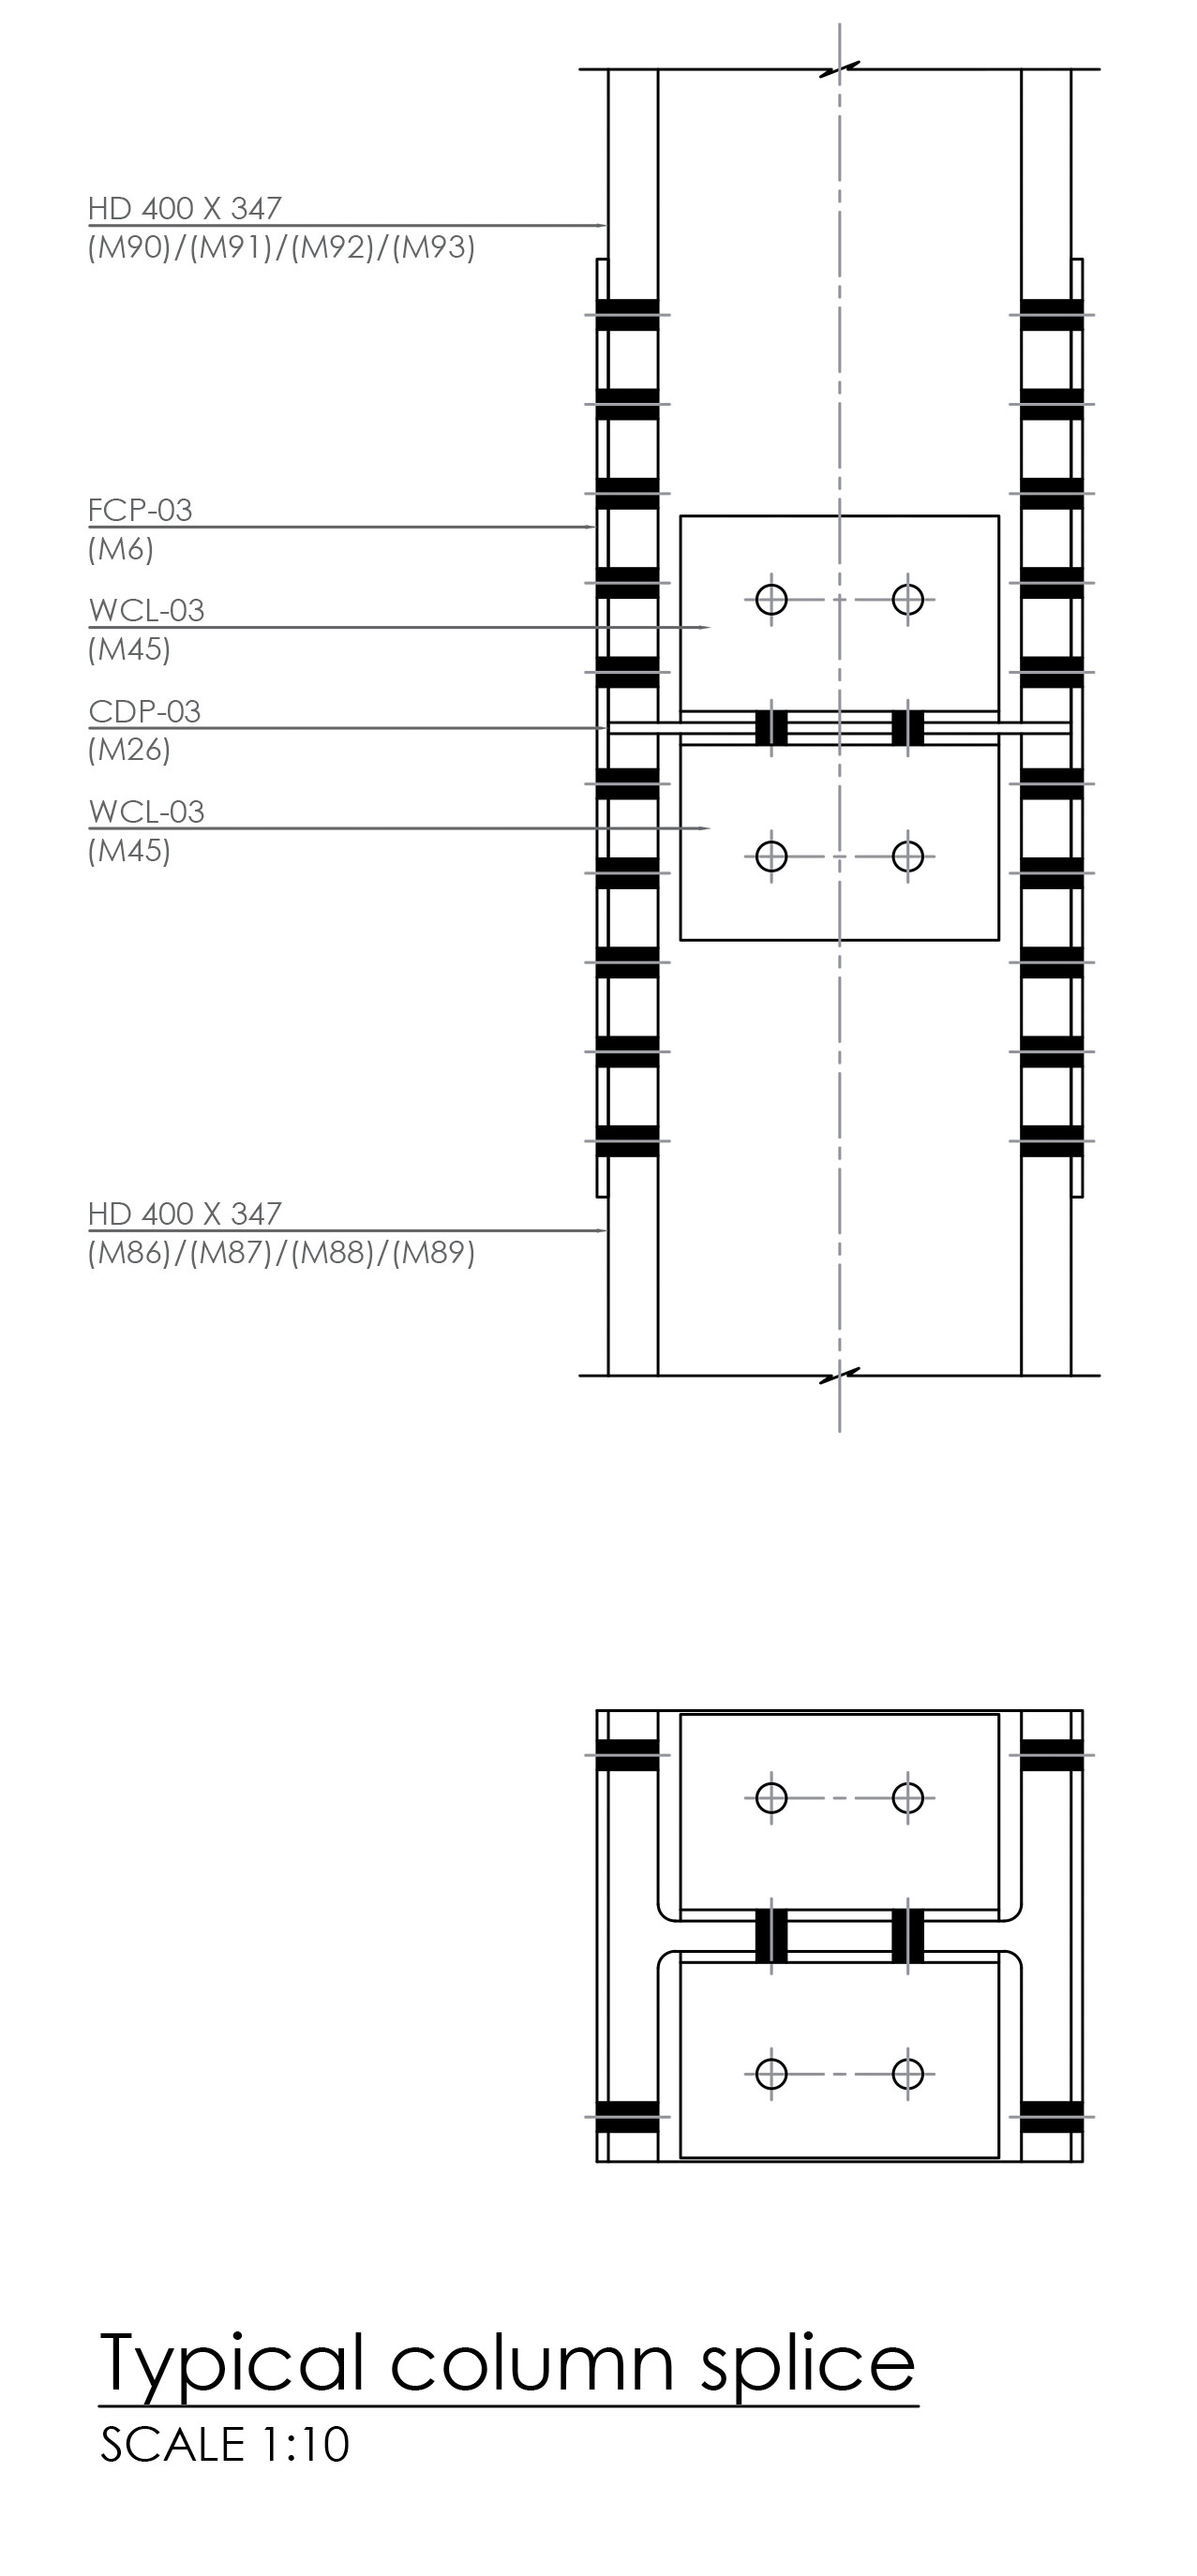 HD 400 X 347
(M90)/(M91)/(M92)/(M93)
FCP-03
(M6)
WCL-03
(M45)
CDP-03
(M26)
WCL-03
(M45)
HD 400 X 347
(M86)/(M87)/(M88)/(M89)
Typical column splice
SCALE 1:10